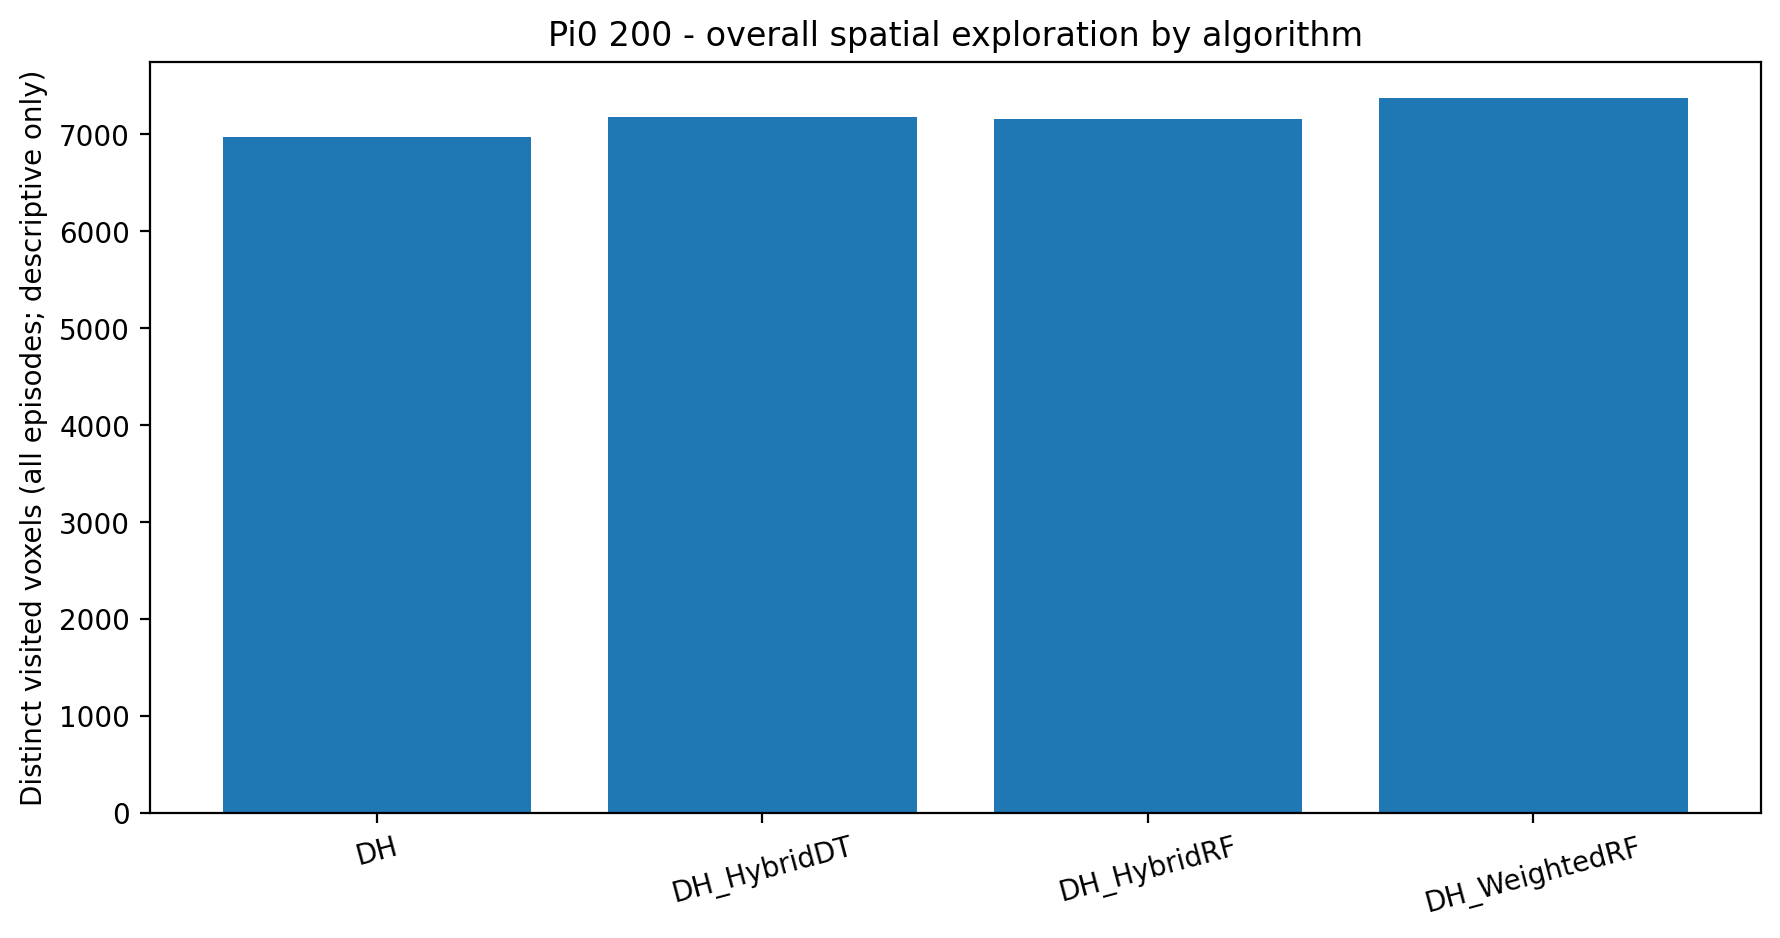 Pi0 200 - overall spatial exploration by algorithm
Distinct visited voxels (all episodes; descriptive only)
7000
6000
5000
4000
3000
2000
1000
0
DH
DH_HybridDT
DH_HybridRF
DH_WeightedRF